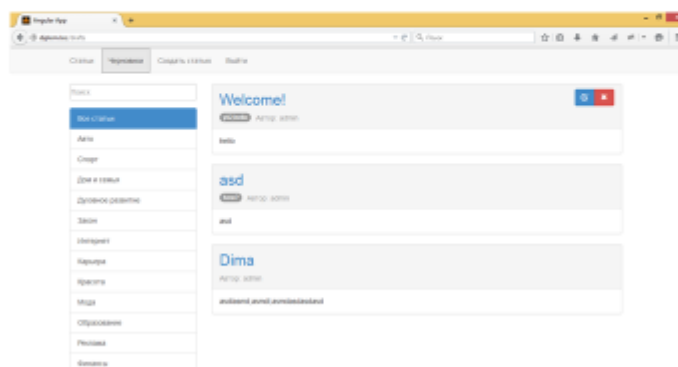 Angular App
Статьи Черновики Создать статью Выйти
Поиск
Все статьи
Авто
Спорт
Дом и семья
Духовное развитие
Закон
Интернет
Карьера
Красота
Мода
Образование
Реклама
Финансы
Welcome!
Автор: admin
hello
asd
Автор: admin
asd
Dima
Автор: admin